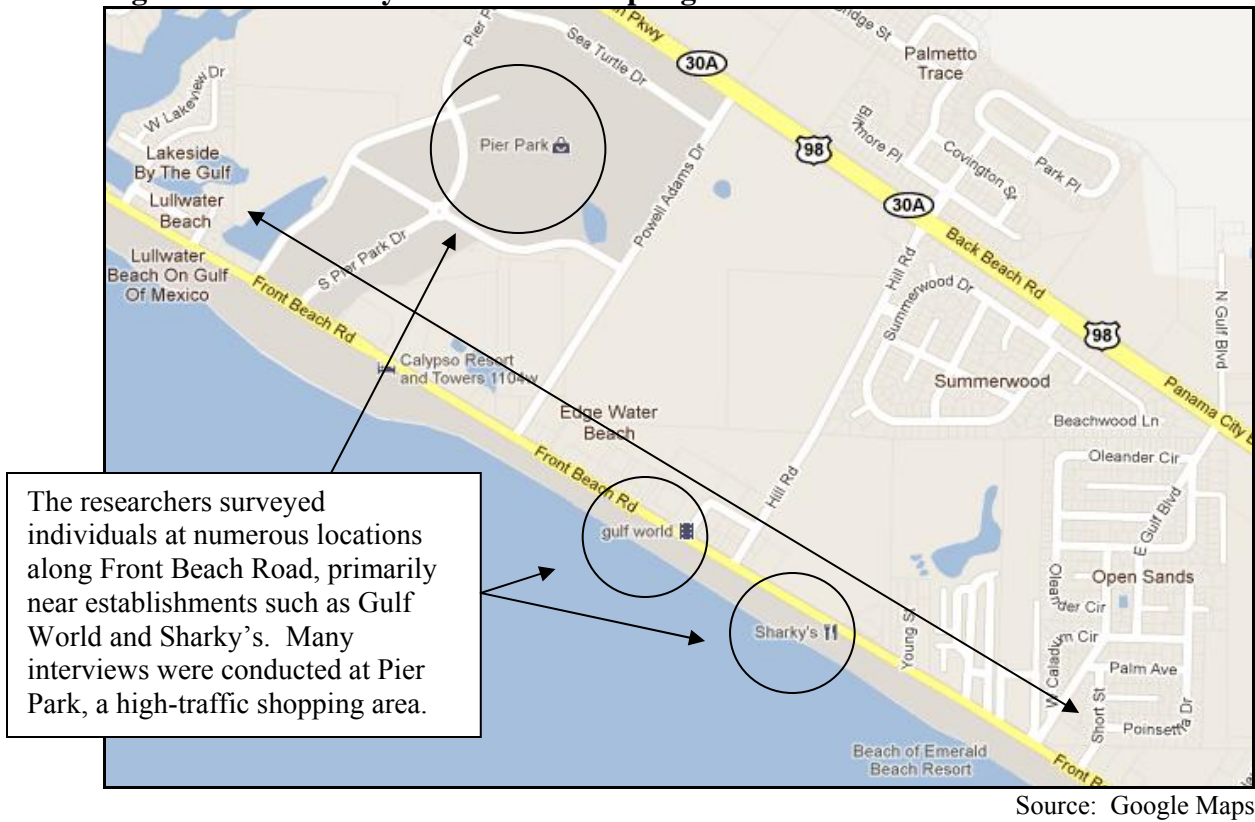 Pier P
Sea Turtle Dr
Pkwy
30A
Palmetto
Trace
W Lakeview Dr
Pier Park
98
Covington St
Park Pl
Lakeside
By The Gulf
30A
Lullwater
Beach
Powell Adams Dr
Back Beach Rd
Lullwater
Beach On Gulf
Of Mexico
S Pier Park Dr
Hill Rd
Summerwood Dr
N Gulf Blvd
Front Beach Rd
98
Calypso Resort
and Towers 1104w
Summerwood
Panama City
Edge Water
Beach
Beachwood Ln
Front Beach Rd
Hill Rd
Oleander Cir
The researchers surveyed
individuals at numerous locations
along Front Beach Road, primarily
near establishments such as Gulf
World and Sharky's. Many
interviews were conducted at Pier
Park, a high-traffic shopping area.
gulf world
E Gulf Blvd
Open Sands
Sharky's
Young St
Palm Ave
Short St
Beach of Emerald
Beach Resort
Source: Google Maps